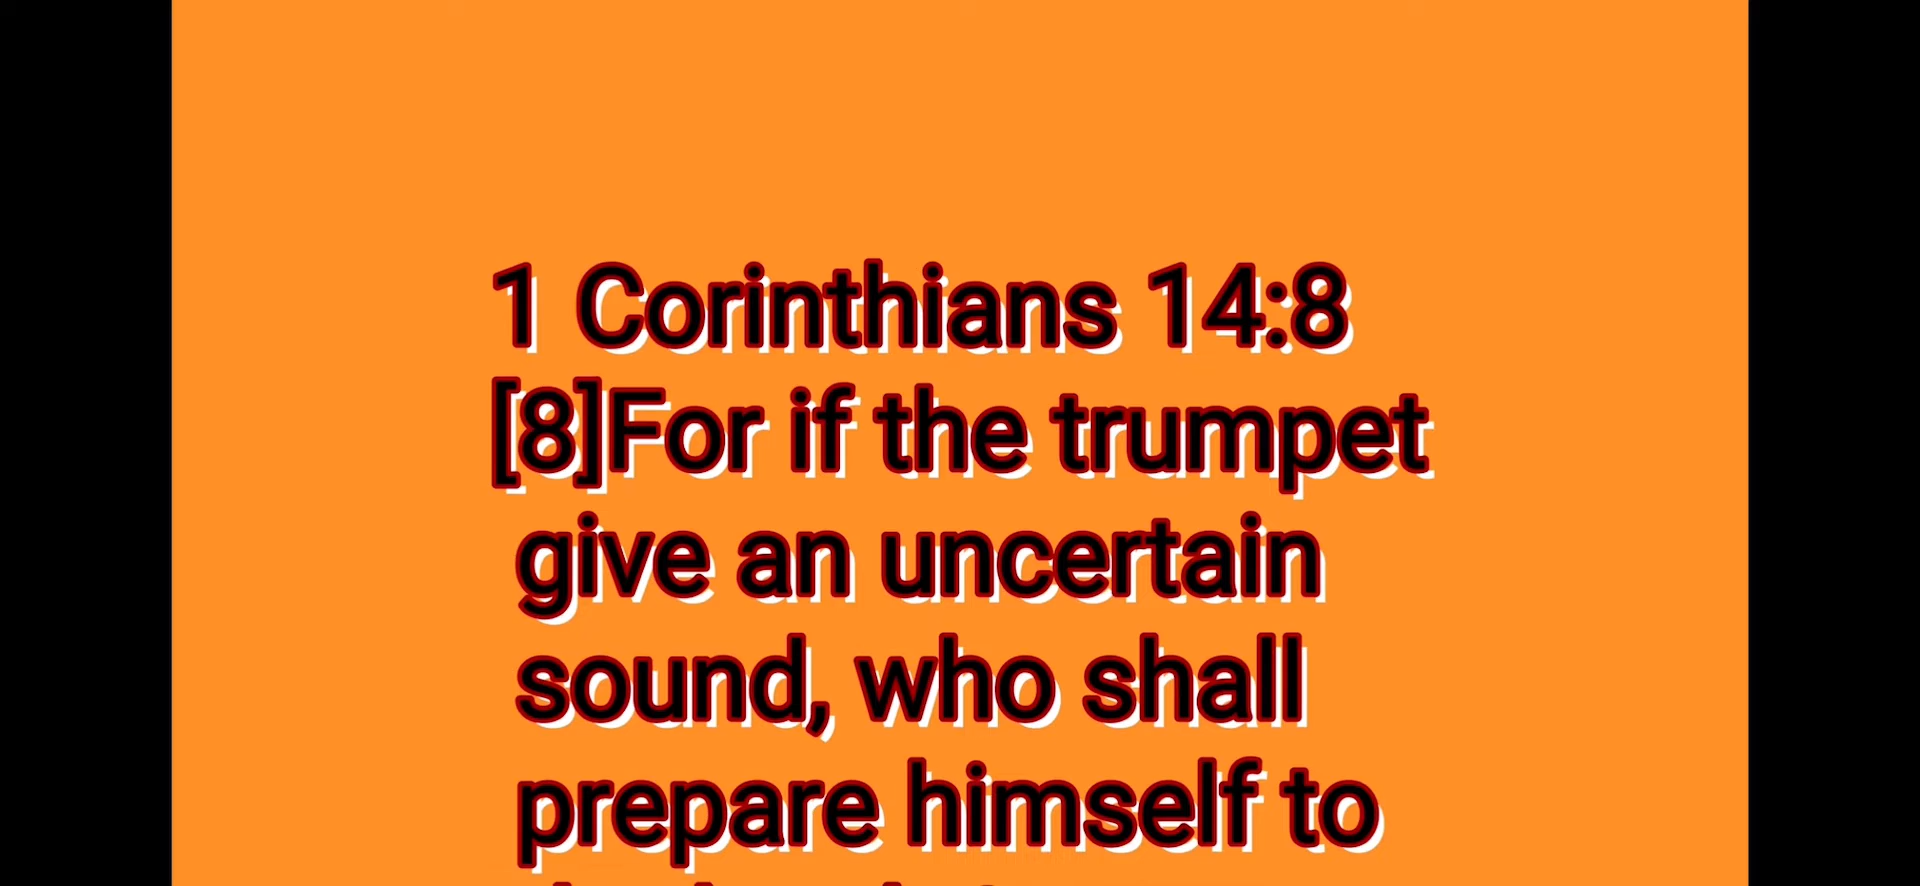 1 Corinthians 14:8
[8]For if the trumpet
give an uncertain
sound, who shall
prepare himself to